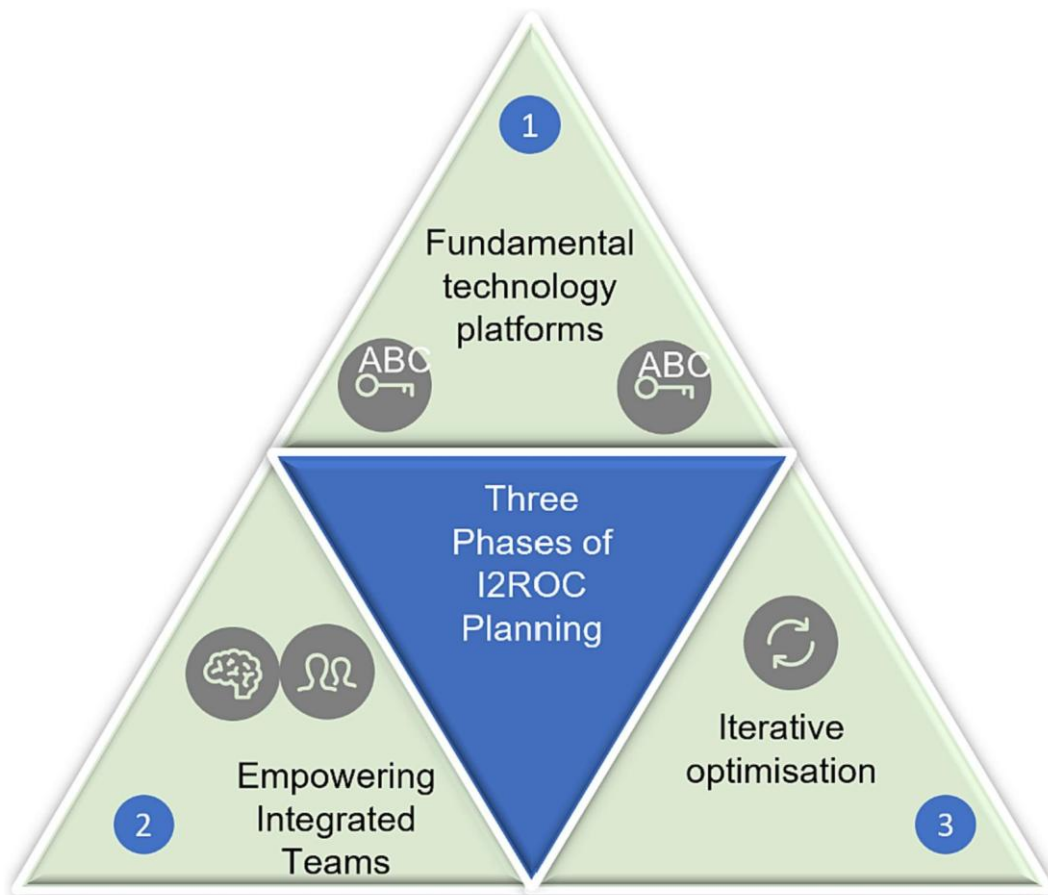 1
Fundamental
technology
platforms
ABC
ABC
Three
Phases of
I2ROC
Planning
Empowering
Integrated
Teams
2
Iterative
optimisation
3